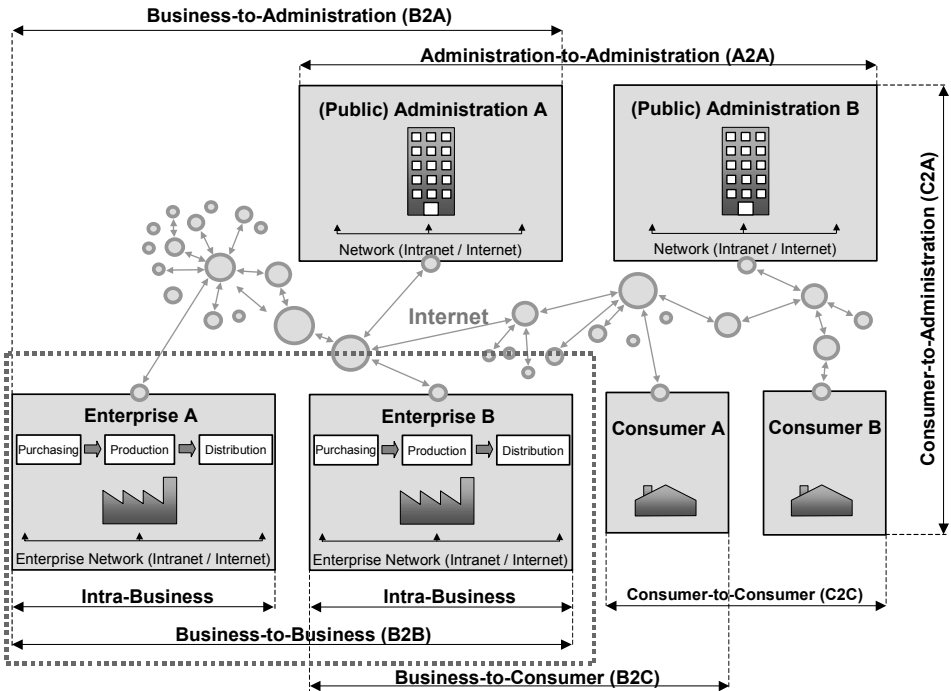 Business-to-Administration (B2A)
Administration-to-Administration (A2A)
(Public) Administration A
(Public) Administration B
Network (Intranet / Internet)
Network (Intranet / Internet)
Consumer-to-Administration (C2A)
Internet
Enterprise A
Purchasing
Production
Distribution
Enterprise Network (Intranet / Internet)
Enterprise B
Purchasing
Production
Distribution
Enterprise Network (Intranet / Internet)
Consumer A
Consumer B
Intra-Business
Intra-Business
Consumer-to-Consumer (C2C)
Business-to-Business (B2B)
Business-to-Consumer (B2C)